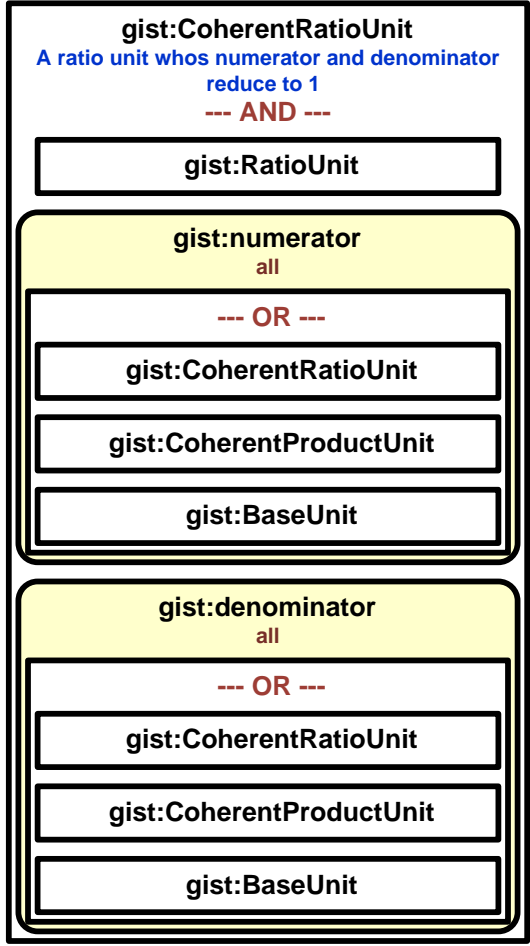 gist:CoherentRatioUnit
A ratio unit whos numerator and denominator
reduce to 1
--- AND ---
gist:RatioUnit
gist:numerator
all
--- OR ---
gist:CoherentRatioUnit
gist:CoherentProductUnit
gist:BaseUnit
gist:denominator
all
--- OR ---
gist:CoherentRatioUnit
gist:CoherentProductUnit
gist:BaseUnit